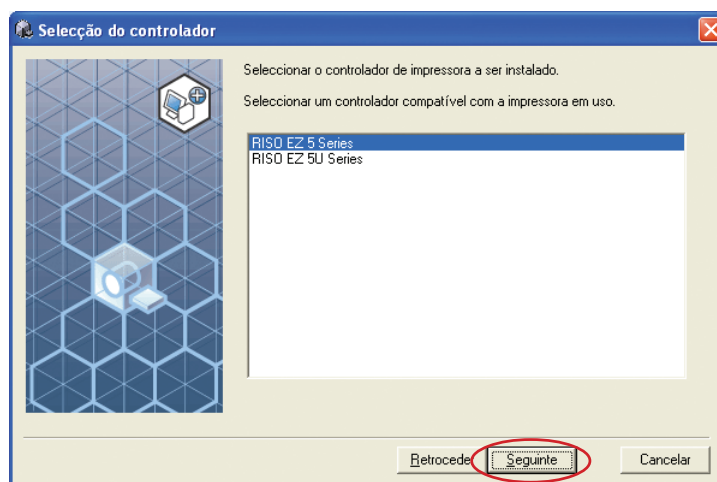 Selecção do controlador
Seleccionar o controlador de impressora a ser instalado.
Seleccionar um controlador compatível com a impressora em uso.
RISO EZ 5 Series
RISO EZ 5U Series
Retrocede Seguinte Cancelar